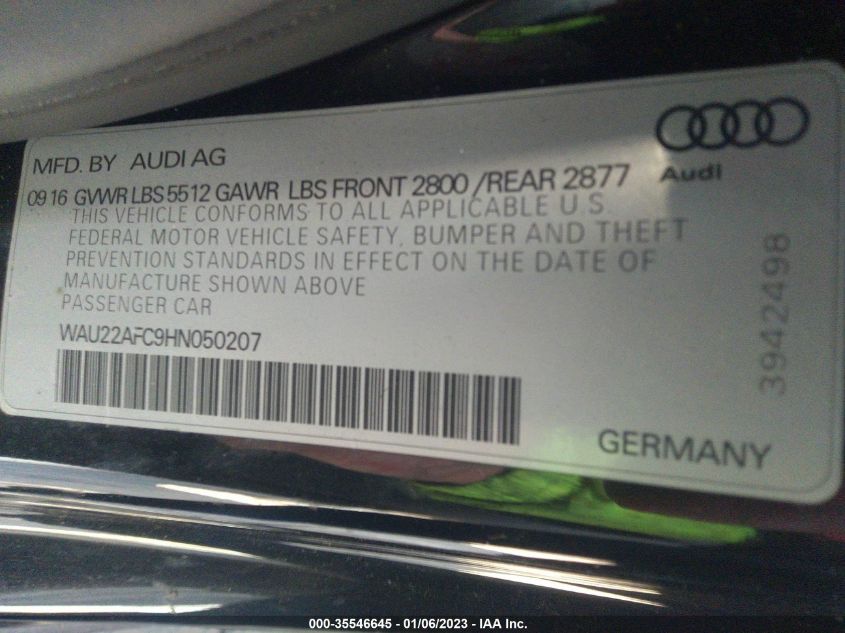 MFD. BY AUDI AG
Audi
09 16 GVWR LBS 5512 GAWR LBS FRONT 2800 /REAR 2877
THIS VEHICLE CONFORMS TO ALL APPLICABLE U S
FEDERAL MOTOR VEHICLE SAFETY, BUMPER AND THEFT
PREVENTION STANDARDS IN EFFECT ON THE DATE OF
MANUFACTURE SHOWN ABOVE
PASSENGER CAR
WAU22AFC9HN050207
3942498
GERMANY
000-35546645 - 01/06/2023 - IAA Inc.